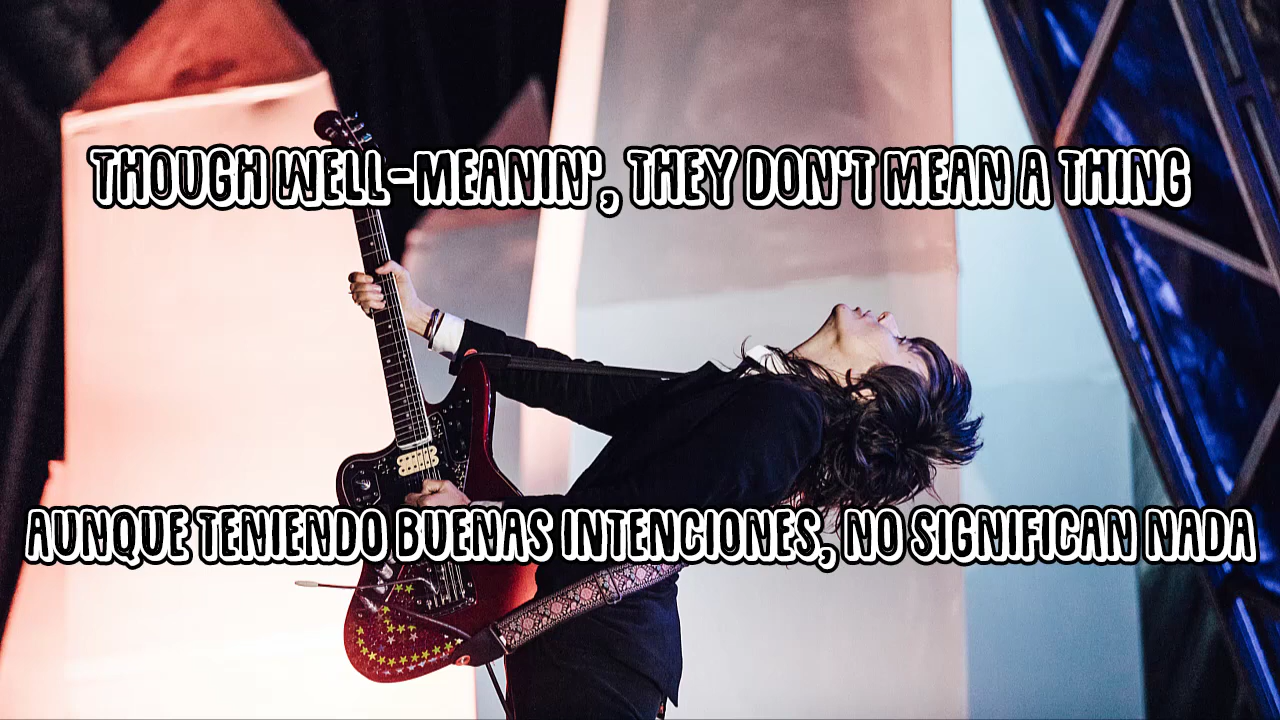 THOUGH WELL-MEANIN', THEY DON'T MEAN A THING
AUNQUE TENIENDO BUENAS INTENCIONES, NO SIGNIFICAN NADA